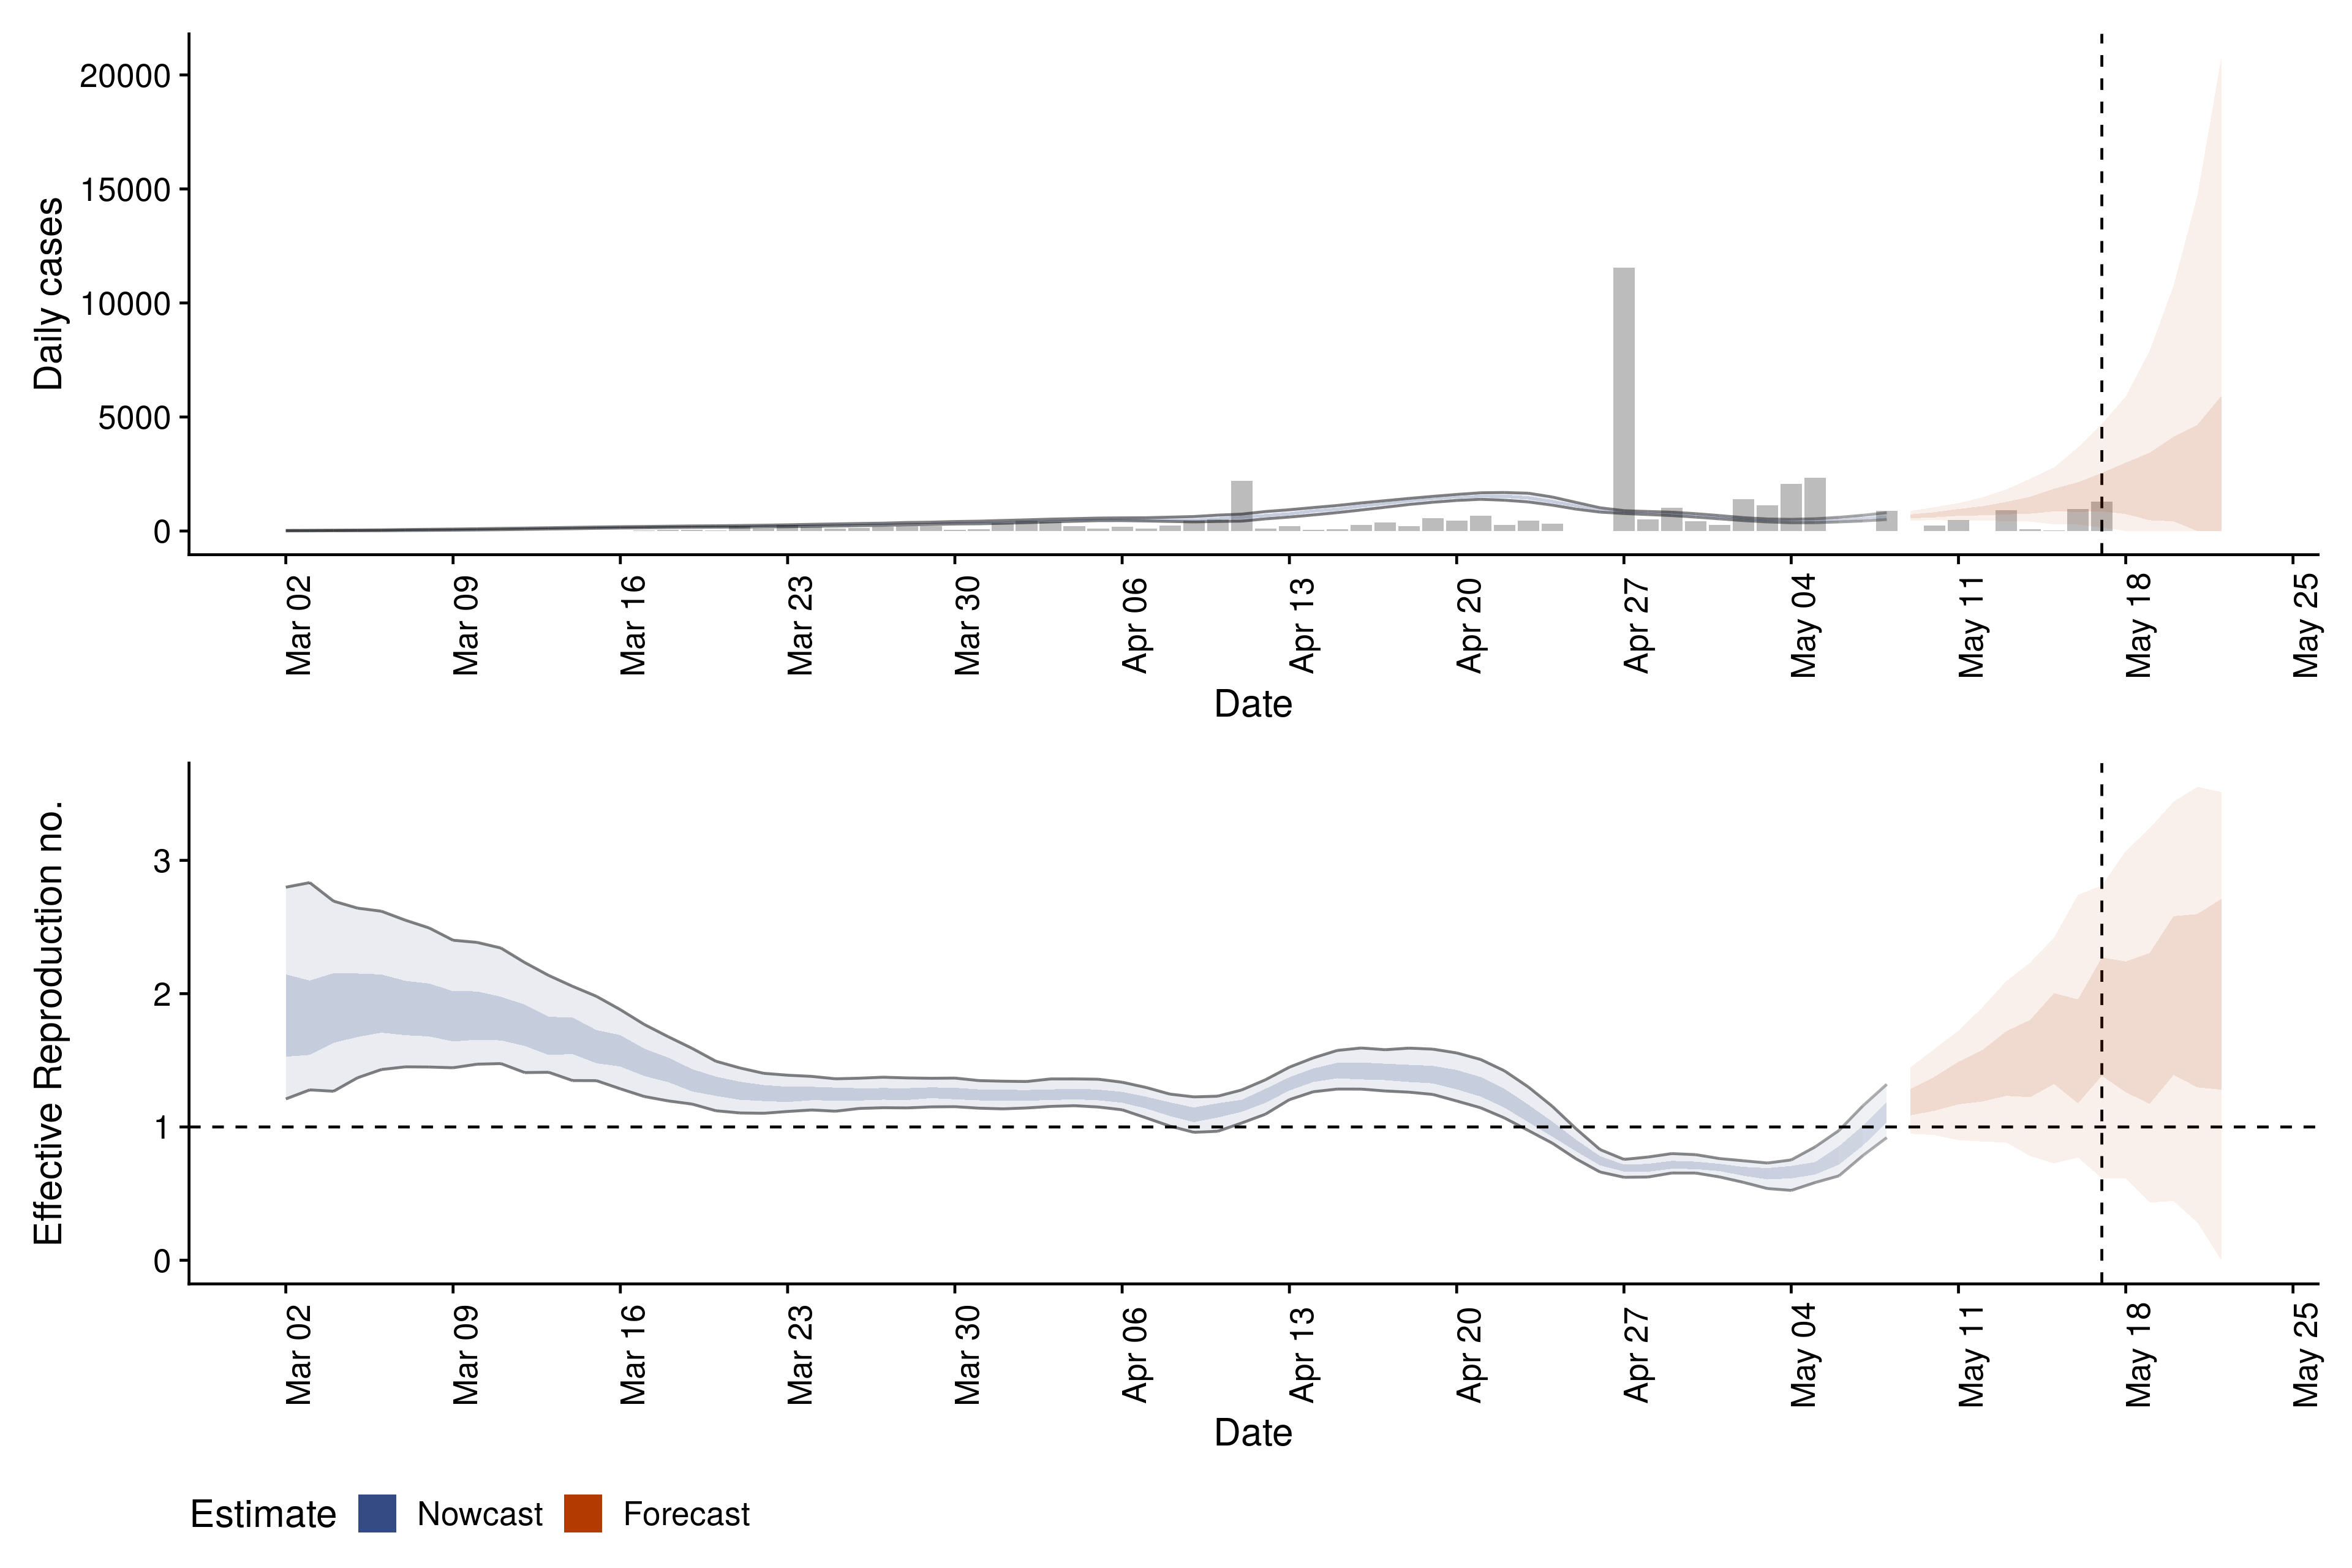 Daily cases
20000
15000
10000
5000
0
Mar 02
Mar 09
Mar 16
Mar 23
Mar 30
Apr 06
Apr 13
Apr 20
Apr 27
May 04
May 11
May 18
May 25
Date
Effective Reproduction no.
3
2
1
0
Mar 02
Mar 09
Mar 16
Mar 23
Mar 30
Apr 06
Apr 13
Apr 20
Apr 27
May 04
May 11
May 18
May 25
Date
Estimate Nowcast Forecast